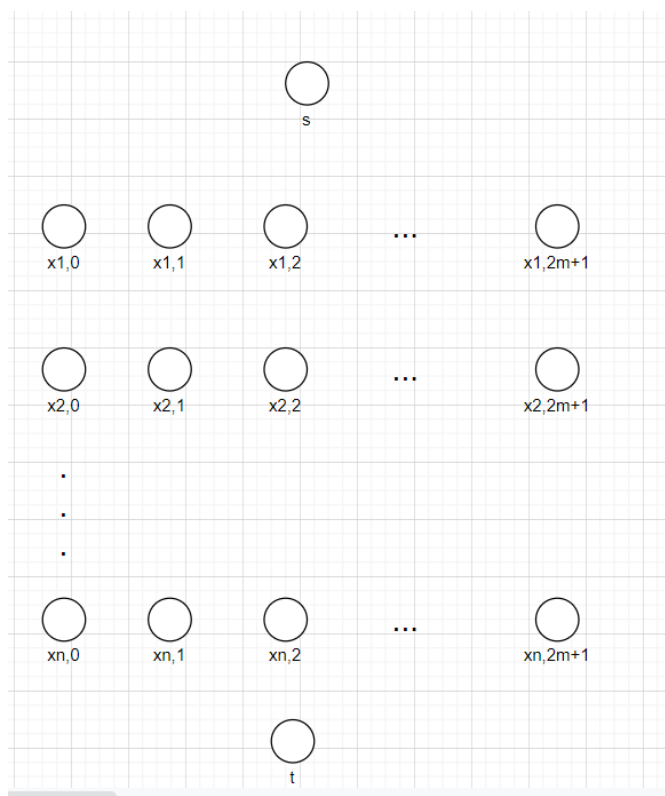 s
...
x1,0 x1,1 x1,2 x1,2m+1
...
x2,0 x2,1 x2,2 x2,2m+1
.
.
.
...
xn,0 xn,1 xn,2 xn,2m+1
t